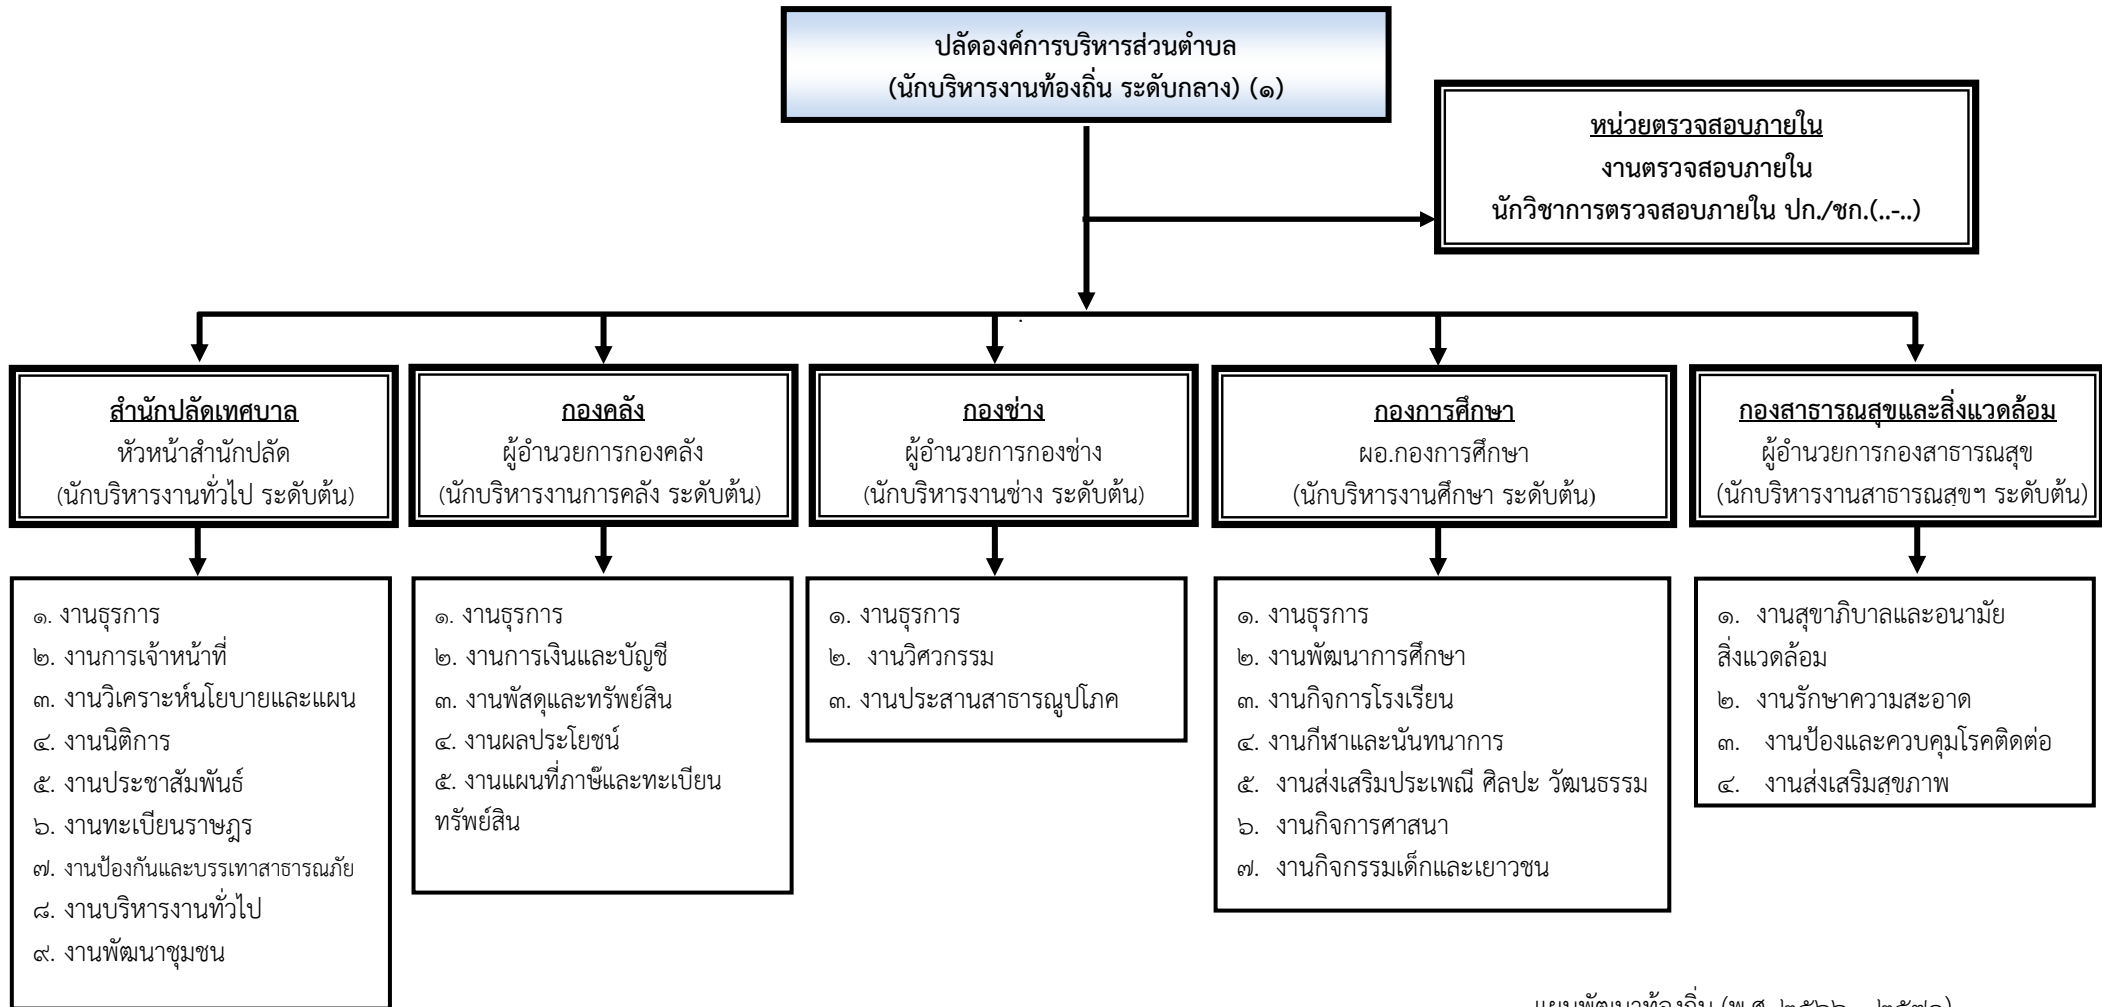 ปลัดองค์การบริหารส่วนตำบล
(นักบริหารงานท้องถิ่น ระดับกลาง) (๑)
หน่วยตรวจสอบภายใน
งานตรวจสอบภายใน
นักวิชาการตรวจสอบภายใน ปก./ชก.(..-..)
สำนักปลัดเทศบาล
หัวหน้าสำนักปลัด
(นักบริหารงานทั่วไป ระดับต้น)
กองคลัง
ผู้อำนวยการกองคลัง
(นักบริหารงานการคลัง ระดับต้น)
กองช่าง
ผู้อำนวยการกองช่าง
(นักบริหารงานช่าง ระดับต้น)
กองการศึกษา
ผอ.กองการศึกษา
(นักบริหารงานศึกษา ระดับต้น)
กองสาธารณสุขและสิ่งแวดล้อม
ผู้อำนวยการกองสาธารณสุข
(นักบริหารงานสาธารณสุขฯ ระดับต้น)
๑. งานธุรการ
๒. งานการเจ้าหน้าที่
๓. งานวิเคราะห์นโยบายและแผน
๔. งานนิติการ
๕. งานประชาสัมพันธ์
๖. งานทะเบียนราษฎร
๗. งานป้องกันและบรรเทาสาธารณภัย
๘. งานบริหารงานทั่วไป
๙. งานพัฒนาชุมชน
๑. งานธุรการ
๒. งานการเงินและบัญชี
๓. งานพัสดุและทรัพย์สิน
๔. งานผลประโยชน์
๕. งานแผนที่ภาษ๊และทะเบียน
ทรัพย์สิน
๑. งานธุรการ
๒. งานวิศวกรรม
๓. งานประสานสาธารณูปโภค
๑. งานธุรการ
๒. งานพัฒนาการศึกษา
๓. งานกิจการโรงเรียน
๔. งานกีฬาและนันทนาการ
๕. งานส่งเสริมประเพณี ศิลปะ วัฒนธรรม
๖. งานกิจการศาสนา
๗. งานกิจกรรมเด็กและเยาวชน
๑. งานสุขาภิบาลและอนามัย
สิ่งแวดล้อม
๒. งานรักษาความสะอาด
๓. งานป้องและควบคุมโรคติดต่อ
๔. งานส่งเสริมสุขภาพ
แผนพัฒนาท้องถิ่น (พ.ศ. ๒๕๖๖ - ๒๕๗๑)